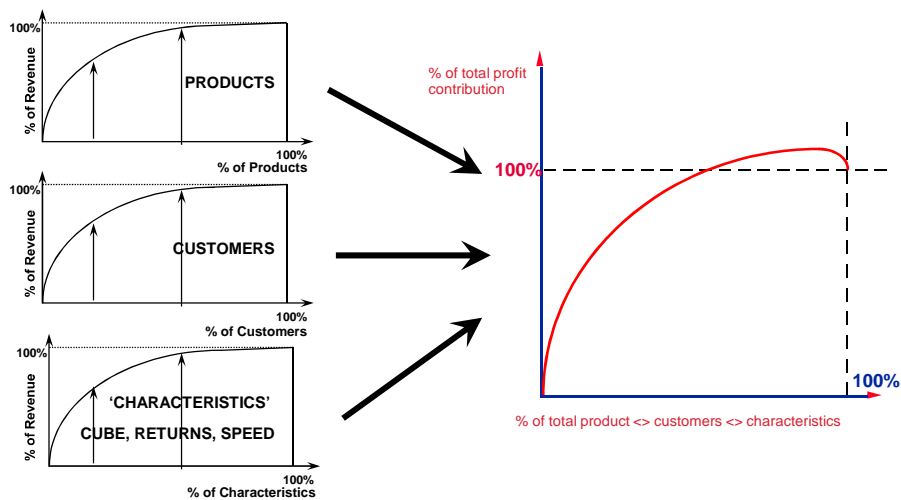 100%
% of Revenue
PRODUCTS
100%
% of Products
100%
% of Revenue
CUSTOMERS
100%
% of Customers
100%
% of Revenue
‘CHARACTERISTICS’
CUBE, RETURNS, SPEED
100%
% of Characteristics
% of total profit
contribution
100%
100%
% of total product <> customers <> characteristics